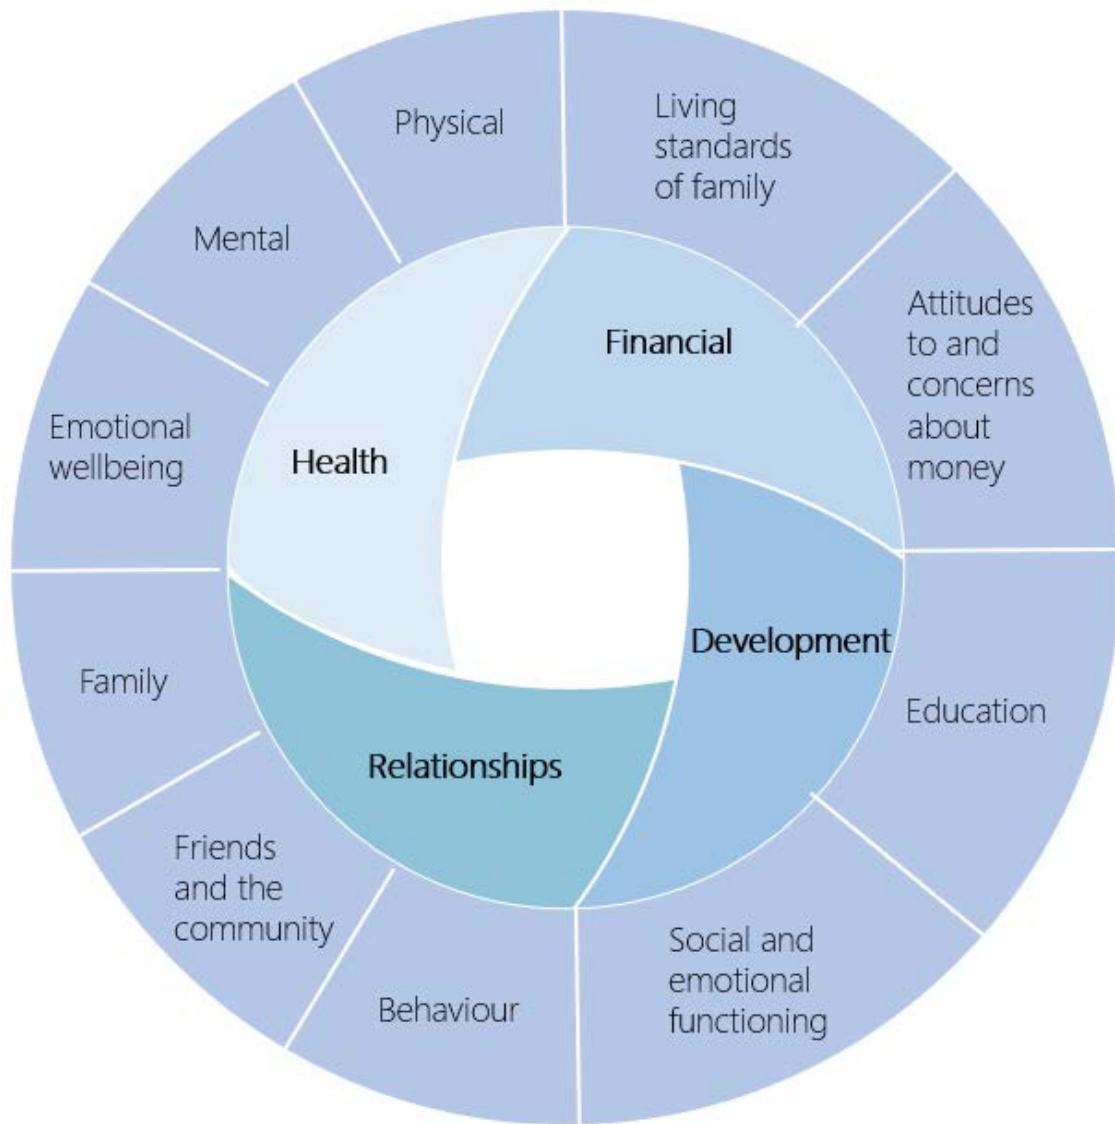 Physical
Living
standards
of family
Mental
Attitudes
to and
concerns
about
money
Financial
Emotional
wellbeing
Health
Development
Family
Education
Relationships
Friends
and the
community
Social and
emotional
functioning
Behaviour